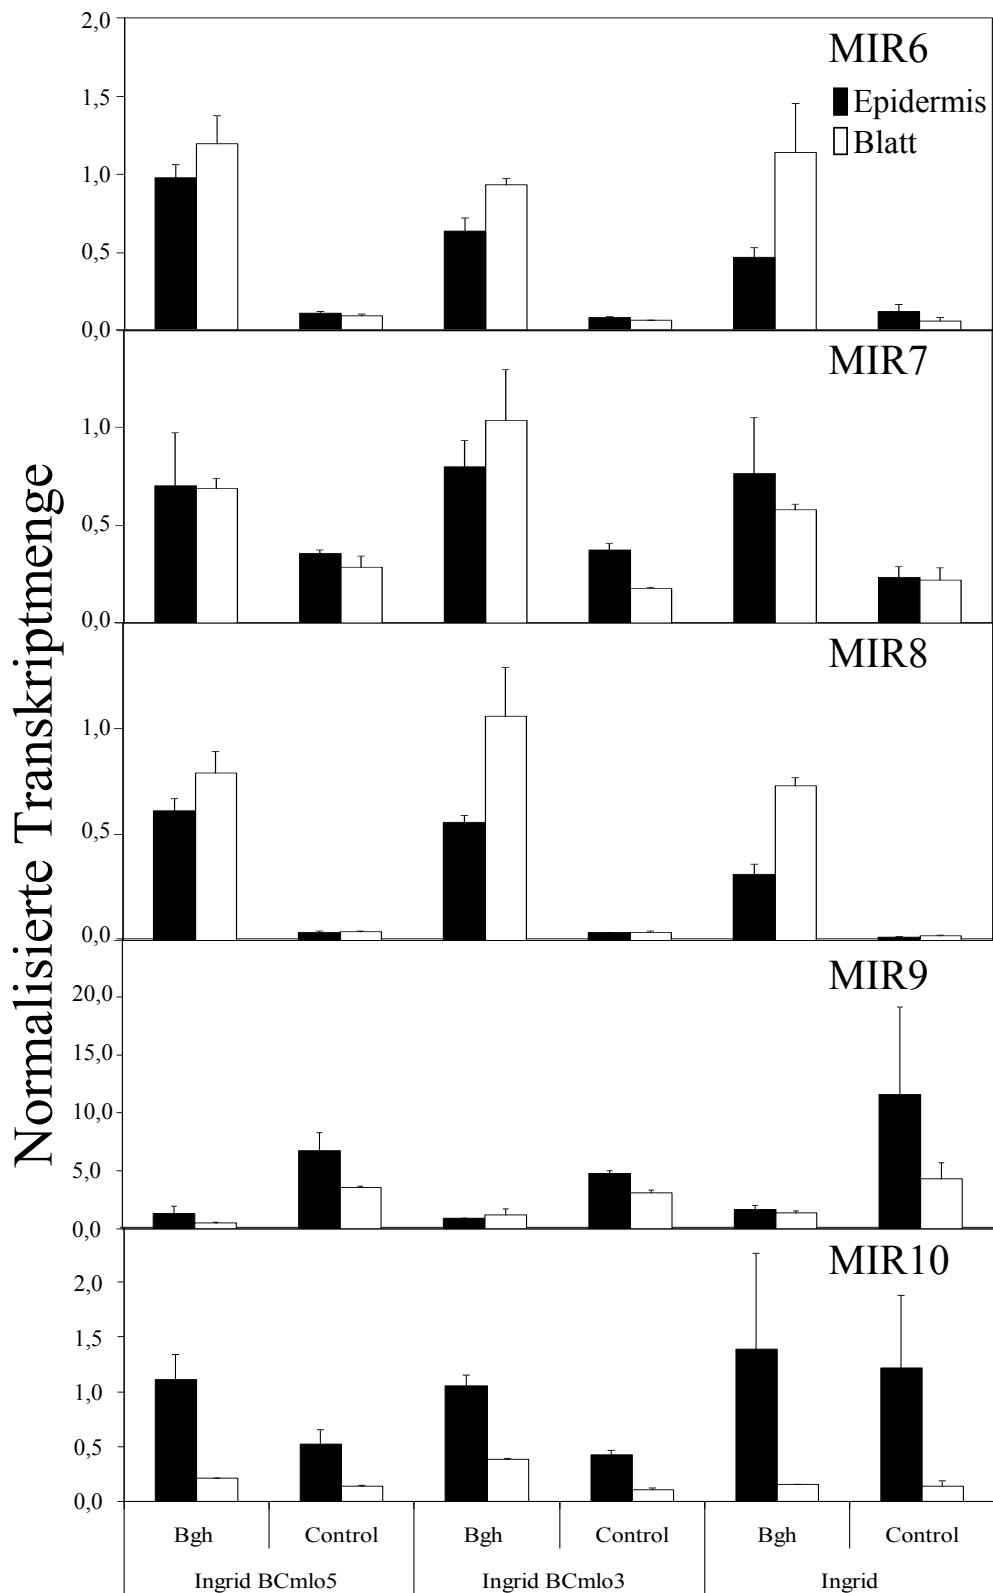 Normalisierte Transkriptmenge
2,0
1,5
1,0
0,5
0,0
MIR6
Epidermis
Blatt
1,0
0,5
0,0
MIR7
1,0
0,5
0,0
MIR8
20,0
15,0
10,0
5,0
0,0
MIR9
2,0
1,5
1,0
0,5
0,0
MIR10
Bgh Control Bgh Control Bgh Control
Ingrid BCmlo5 Ingrid BCmlo3 Ingrid